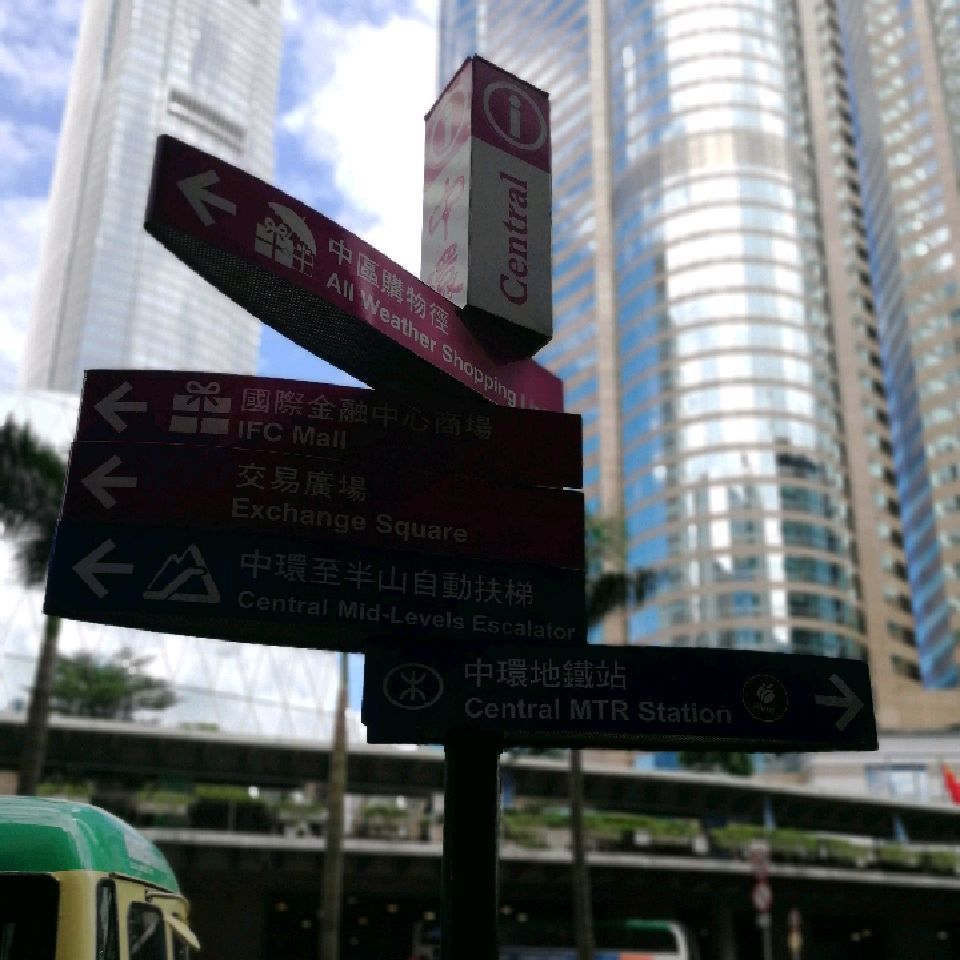 i
Central
中環
中區購物徑
All Weather Shopping
國際金融中心商場
IFC Mall
交易廣場
Exchange Square
中環至半山自動扶梯
Central Mid-Levels Escalator
中環地鐵站
Central MTR Station